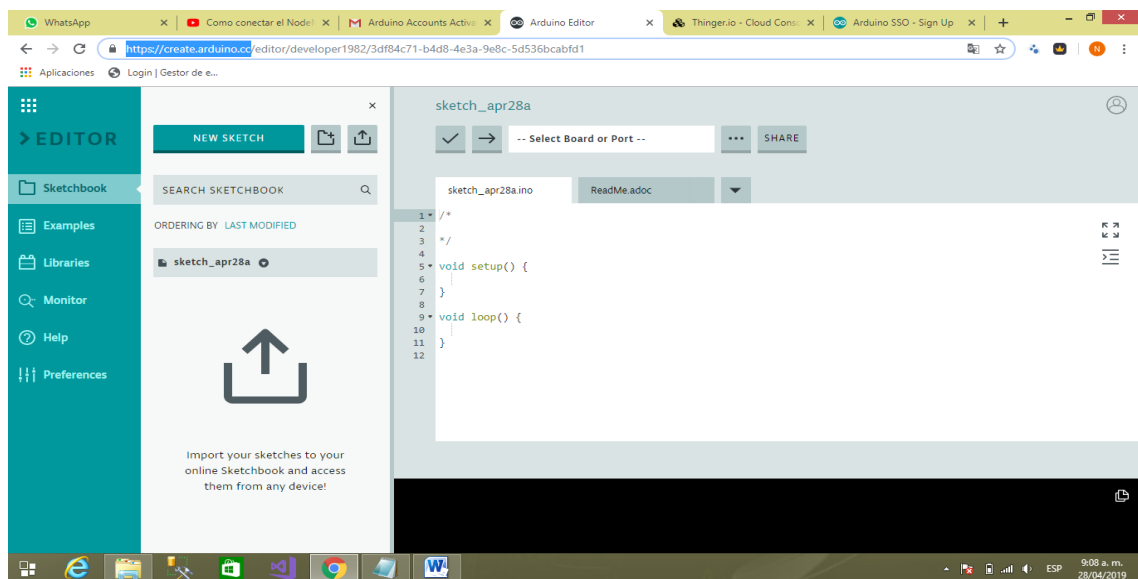 WhatsApp
Como conectar el Node
Arduino Accounts Activa
Arduino Editor
Thinger.io - Cloud Cons
Arduino SSO - Sign Up
https://create.arduino.cc/editor/developer1982/3df84c71-b4d8-4e3a-9e8c-5d536bcabfd1
N
Aplicaciones
Login | Gestor de e...
>EDITOR
Sketchbook
Examples
Libraries
Monitor
Help
Preferences
NEW SKETCH
SEARCH SKETCHBOOK
ORDERING BY LAST MODIFIED
sketch_apr28a
Import your sketches to your
online Sketchbook and access
them from any device!
sketch_apr28a
-- Select Board or Port --
SHARE
sketch_apr28a.ino
ReadMe.adoc
1 /*
2
3 */
4
5 void setup() {
6
7 }
8
9 void loop() {
10
11 }
12
ESP
9:08 a. m.
28/04/2019